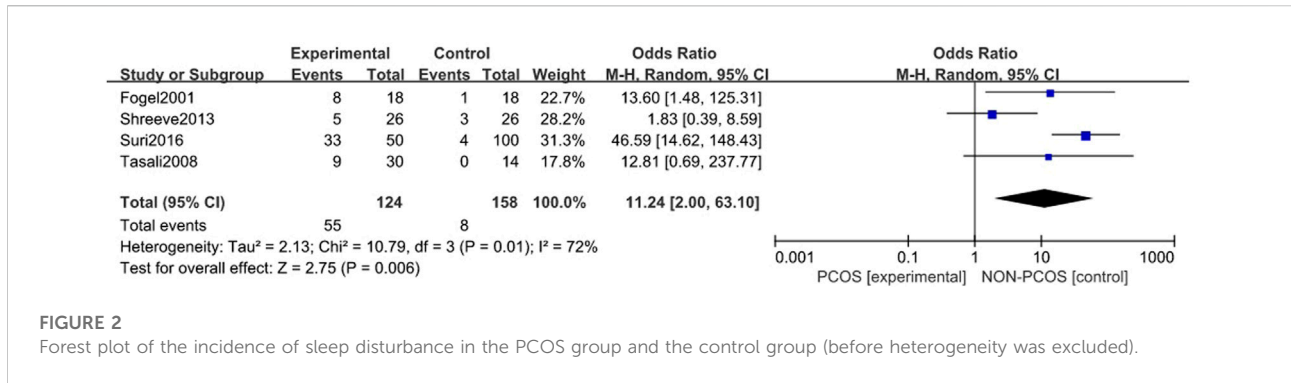 Experimental Control Odds Ratio Odds Ratio
Study or Subgroup Events Total Events Total Weight M-H, Random, 95% CI M-H, Random, 95% CI
Fogel2001 8 18 1 18 22.7% 13.60 [1.48, 125.31]
Shreeve2013 5 26 3 26 28.2% 1.83 [0.39, 8.59]
Suri2016 33 50 4 100 31.3% 46.59 [14.62, 148.43]
Tasali2008 9 30 0 14 17.8% 12.81 [0.69, 237.77]
Total (95% CI) 124 158 100.0% 11.24 [2.00, 63.10]
Total events 55 8
Heterogeneity: Tau² = 2.13; Chi² = 10.79, df = 3 (P = 0.01); I² = 72%
Test for overall effect: Z = 2.75 (P = 0.006)
0.001 0.1 1 10 1000
PCOS [experimental] NON-PCOS [control]
FIGURE 2
Forest plot of the incidence of sleep disturbance in the PCOS group and the control group (before heterogeneity was excluded).